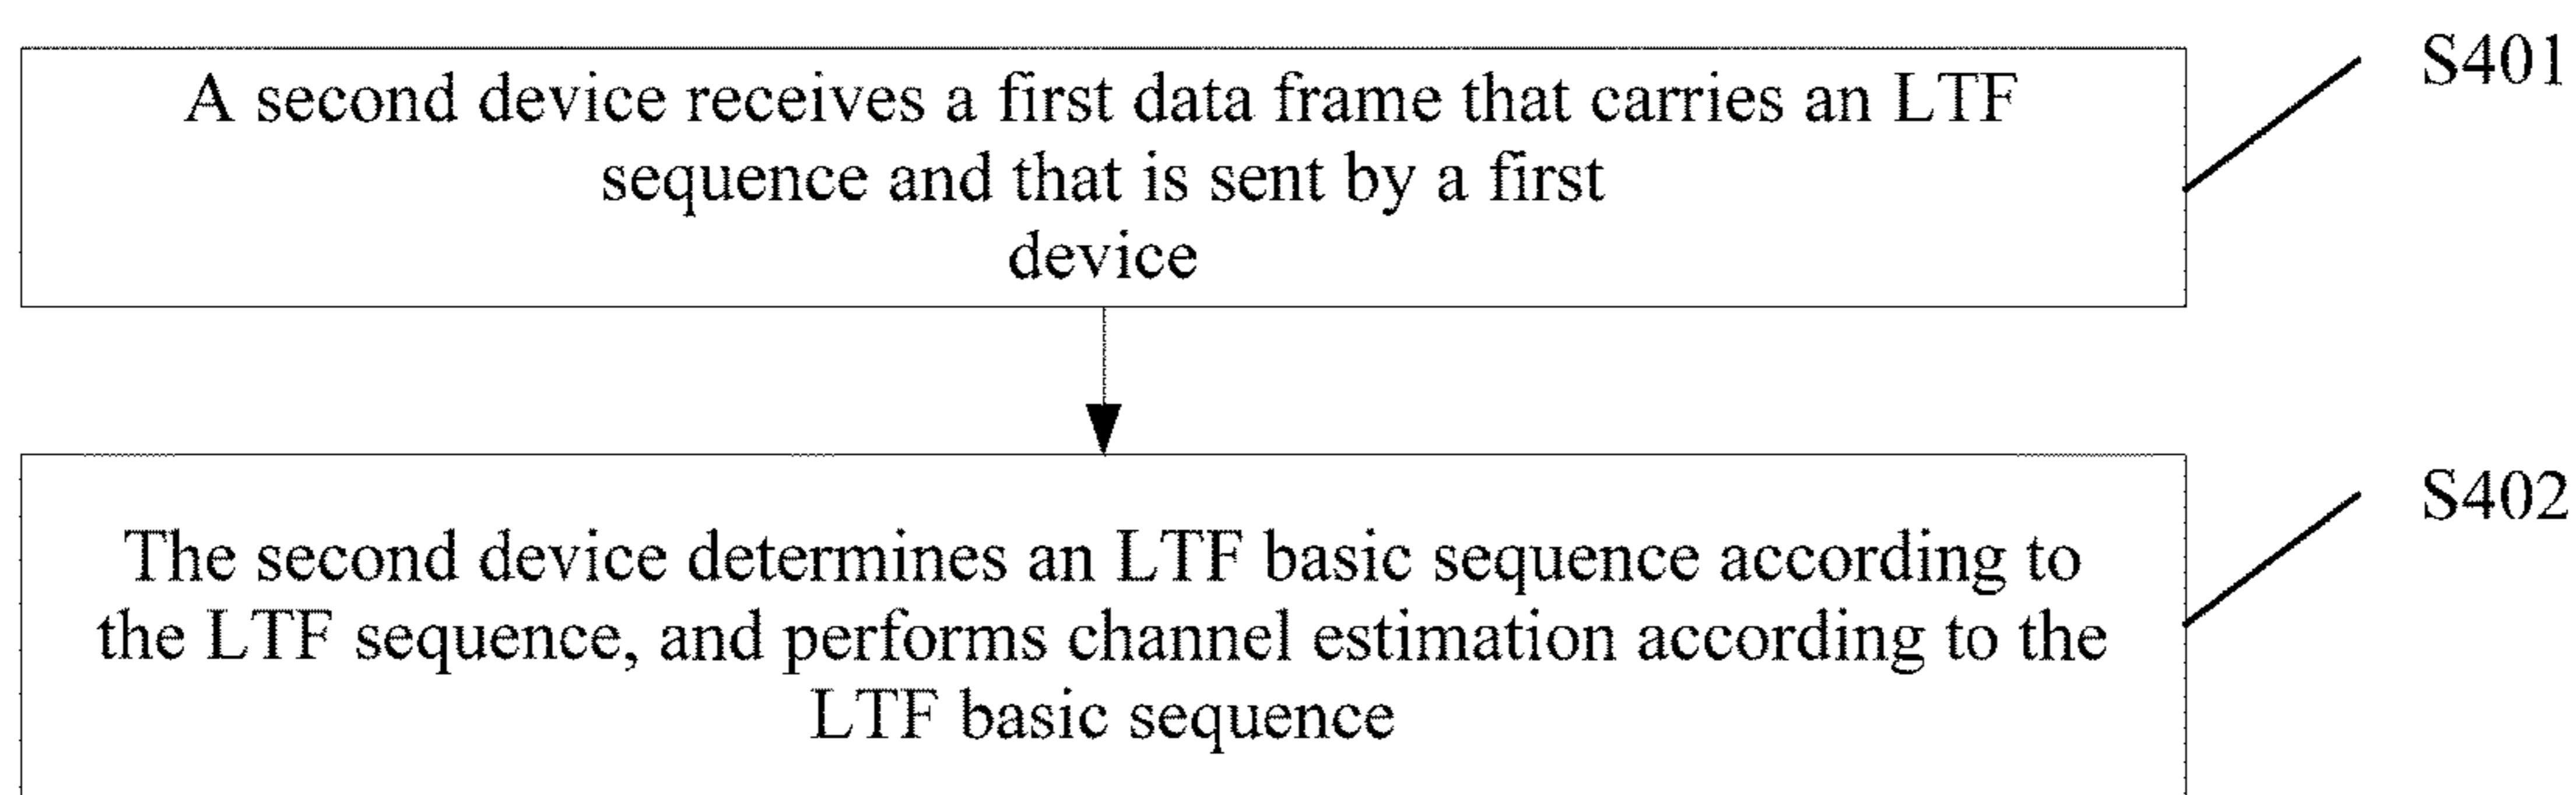 A second device receives a first data frame that carries an LTF
sequence and that is sent by a first
device
S401
The second device determines an LTF basic sequence according to
the LTF sequence, and performs channel estimation according to the
LTF basic sequence
S402